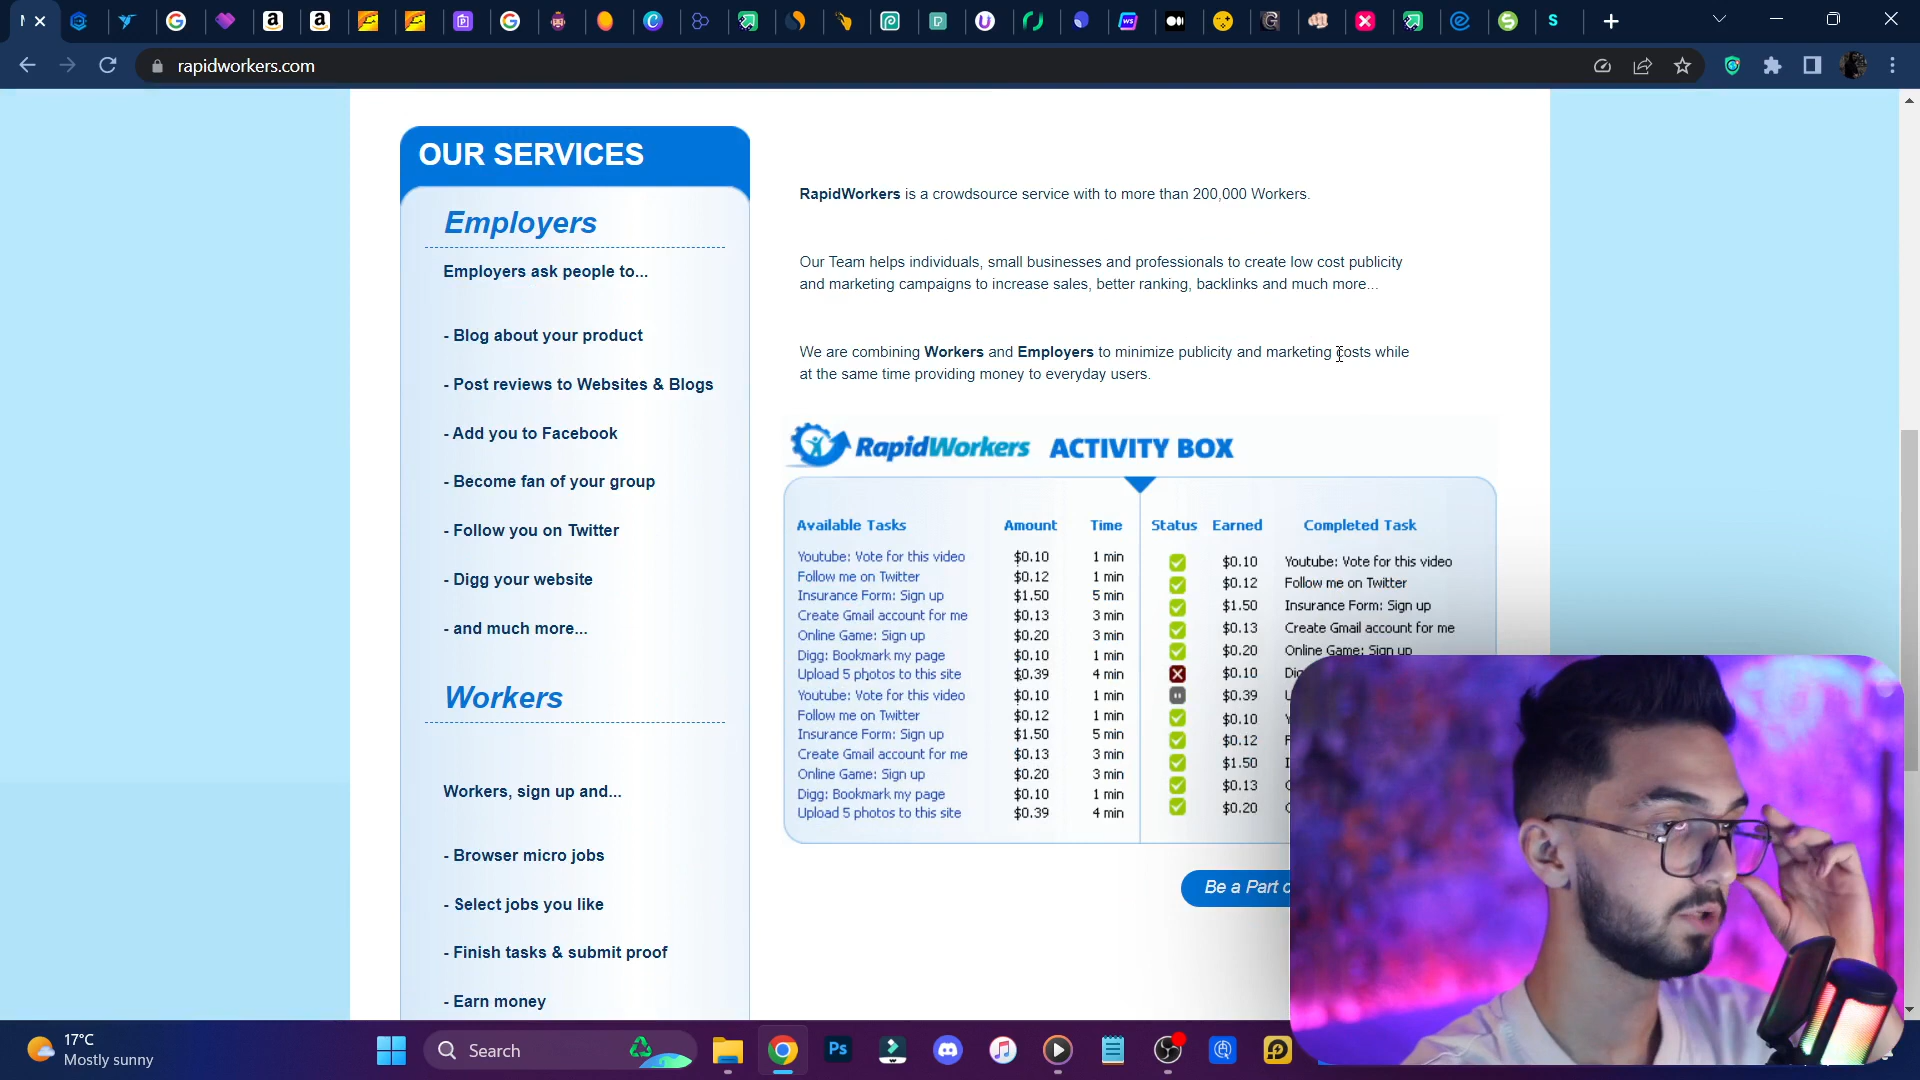 rapidworkers.com
OUR SERVICES
Employers
Employers ask people to...
- Blog about your product
- Post reviews to Websites & Blogs
- Add you to Facebook
- Become fan of your group
- Follow you on Twitter
- Digg your website
- and much more...
Workers
Workers, sign up and...
- Browser micro jobs
- Select jobs you like
- Finish tasks & submit proof
- Earn money
RapidWorkers is a crowdsource service with to more than 200,000 Workers.
Our Team helps individuals, small businesses and professionals to create low cost publicity
and marketing campaigns to increase sales, better ranking, backlinks and much more...
We are combining Workers and Employers to minimize publicity and marketing costs while
at the same time providing money to everyday users.
RapidWorkers ACTIVITY BOX
Available Tasks Amount Time
Youtube: Vote for this video $0.10 1 min
Follow me on Twitter $0.12 1 min
Insurance Form: Sign up $1.50 5 min
Create Gmail account for me $0.13 3 min
Online Game: Sign up $0.20 3 min
Digg: Bookmark my page $0.10 1 min
Upload 5 photos to this site $0.39 4 min
Youtube: Vote for this video $0.10 1 min
Follow me on Twitter $0.12 1 min
Insurance Form: Sign up $1.50 5 min
Create Gmail account for me $0.13 3 min
Online Game: Sign up $0.20 3 min
Digg: Bookmark my page $0.10 1 min
Upload 5 photos to this site $0.39 4 min
Status Earned Completed Task
$0.10 Youtube: Vote for this video
$0.12 Follow me on Twitter
$1.50 Insurance Form: Sign up
$0.13 Create Gmail account for me
$0.20 Online Game: Sign up
$0.10
$0.39
$0.10
$0.12
$1.50
$0.13
$0.20
Be a Part
17°C
Mostly sunny
Search
Ps